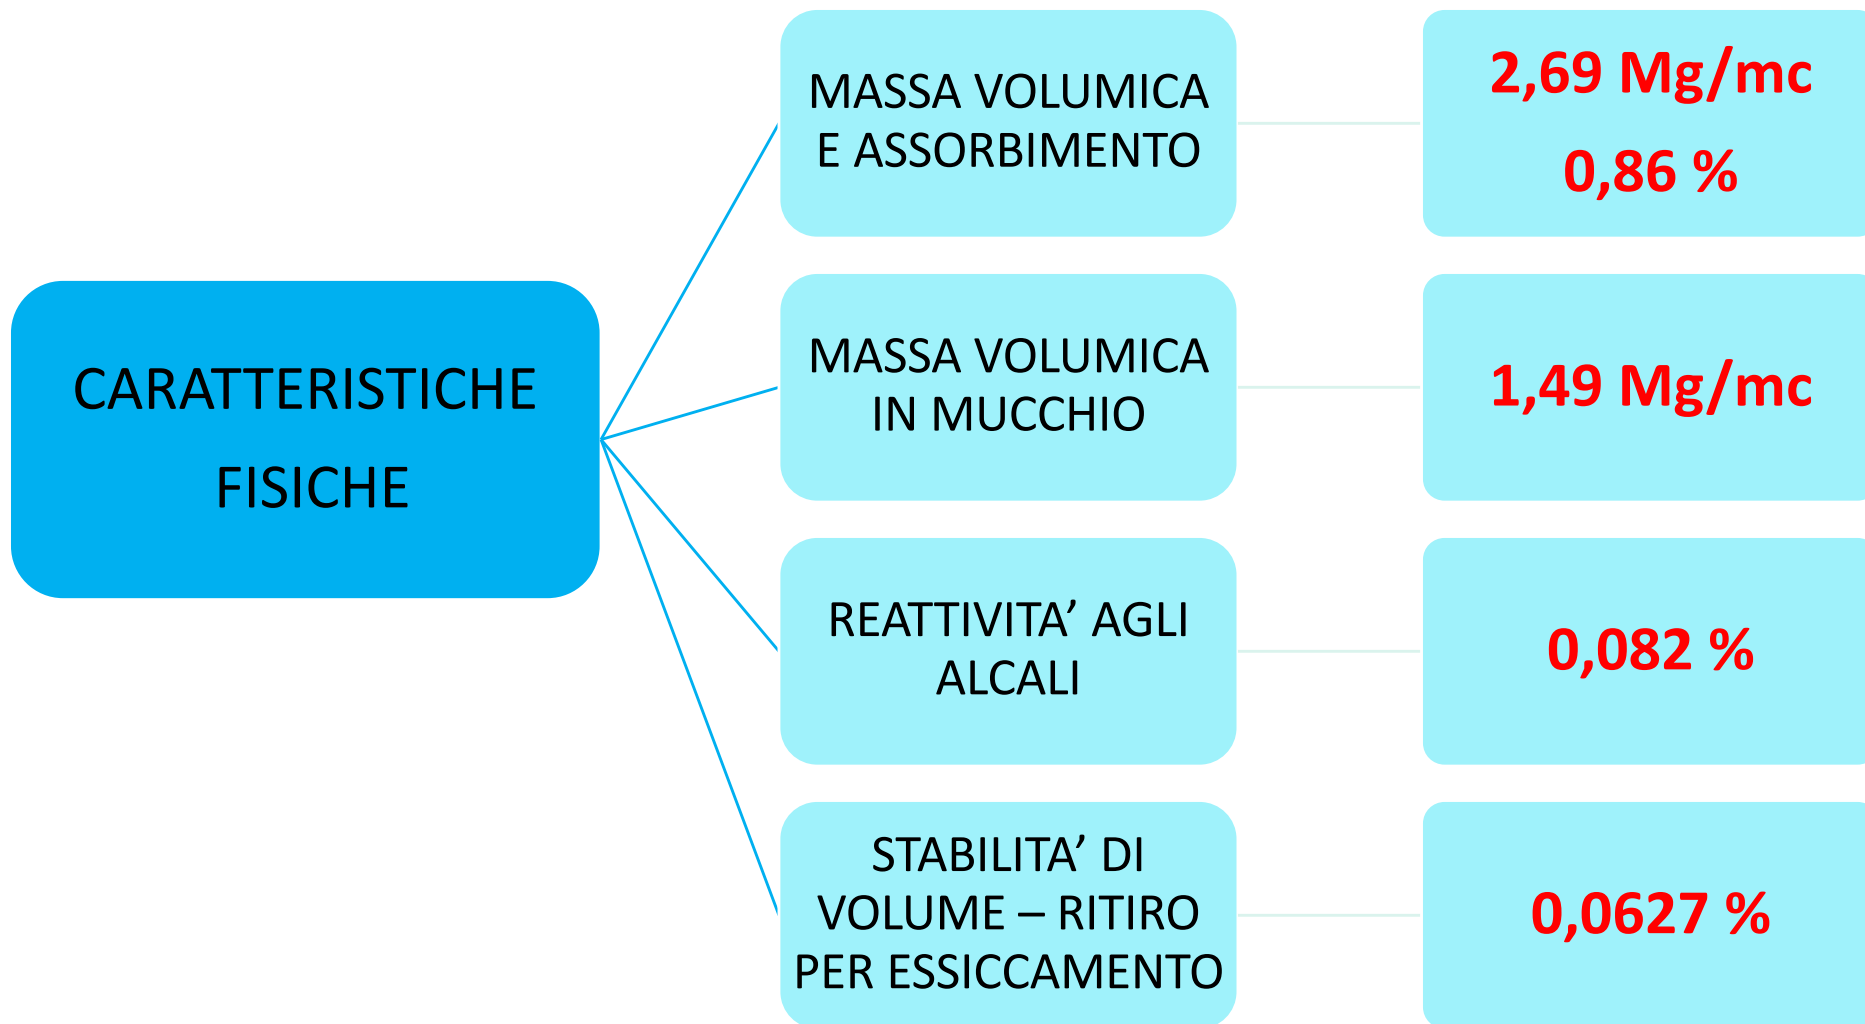 CARATTERISTICHE
FISICHE
MASSA VOLUMICA
E ASSORBIMENTO
2,69 Mg/mc
0,86 %
MASSA VOLUMICA
IN MUCCHIO
1,49 Mg/mc
REATTIVITA’ AGLI
ALCALI
0,082 %
STABILITA’ DI
VOLUME – RITIRO
PER ESSICCAMENTO
0,0627 %